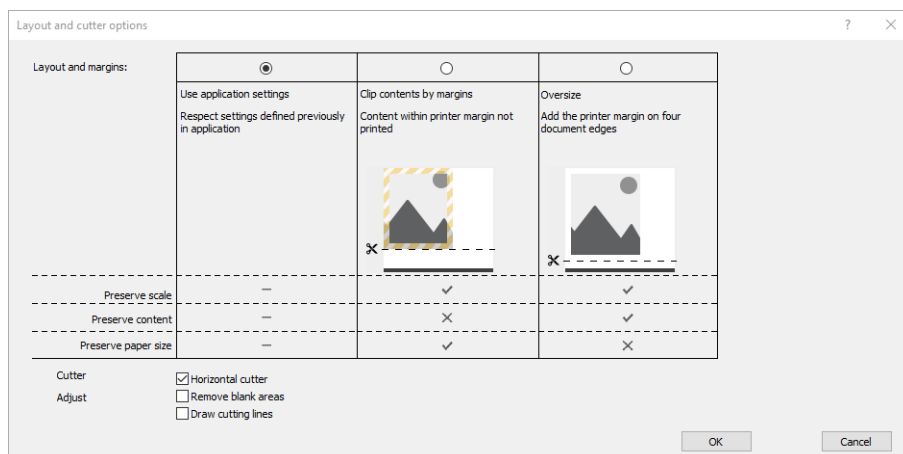 Layout and cutter options
Layout and margins:
Use application settings
Respect settings defined previously
in application
Clip contents by margins
Content within printer margin not
printed
Oversize
Add the printer margin on four
document edges
Preserve scale
Preserve content
Preserve paper size
Cutter
Horizontal cutter
Adjust
Remove blank areas
Draw cutting lines
OK
Cancel